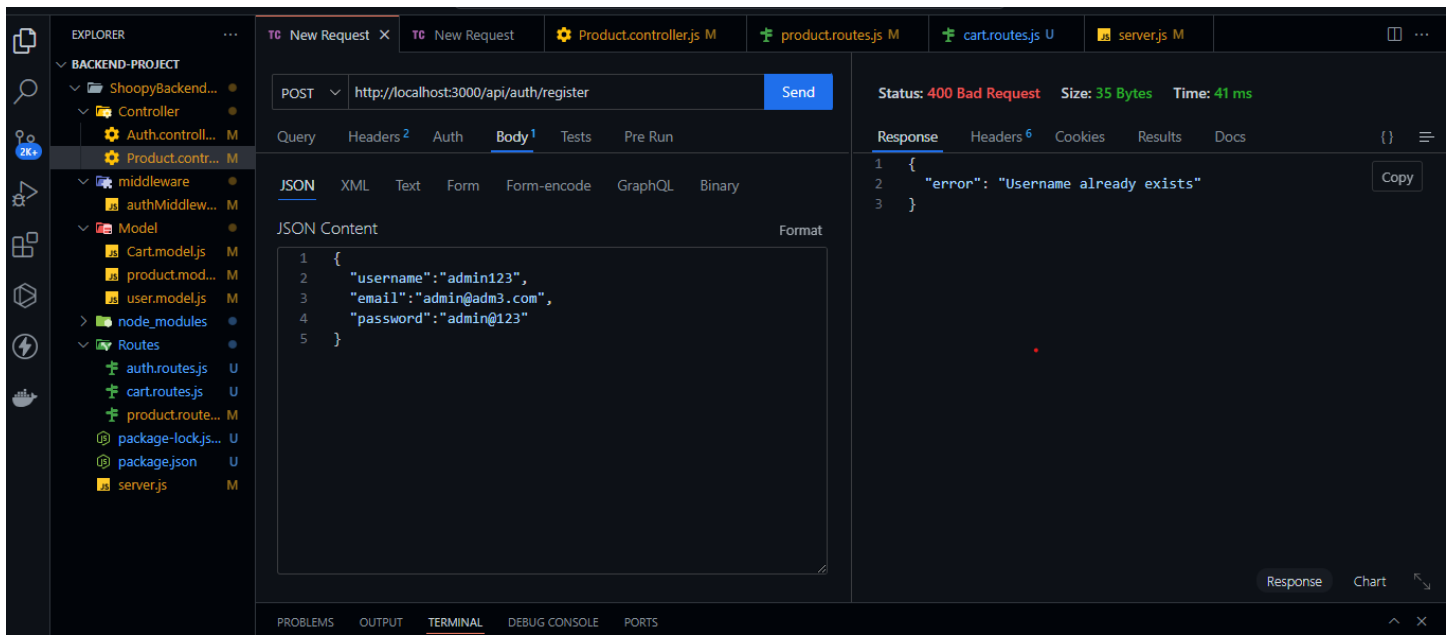 EXPLORER ...
BACKEND-PROJECT
ShoopyBackend...
Controller
Auth.controll... M
Product.contr... M
middleware
authMiddlew... M
Model
Cart.model.js M
product.mod... M
user.model.js M
node_modules
Routes
auth.routes.js U
cart.routes.js U
product.route... M
package-lock.js... U
package.json U
server.js M
2K+
TC New Request TC New Request Product.controller.js M product.routes.js M cart.routes.js U server.js M
POST http://localhost:3000/api/auth/register Send
Query Headers 2 Auth Body 1 Tests Pre Run
JSON XML Text Form Form-encode GraphQL Binary
JSON Content Format
1 {
2 "username":"admin123",
3 "email":"admin@adm3.com",
4 "password":"admin@123"
5 }
Status: 400 Bad Request Size: 35 Bytes Time: 41 ms
Response Headers 6 Cookies Results Docs {}
1 {
2 "error": "Username already exists"
3 }
Copy
Response Chart
PROBLEMS OUTPUT TERMINAL DEBUG CONSOLE PORTS